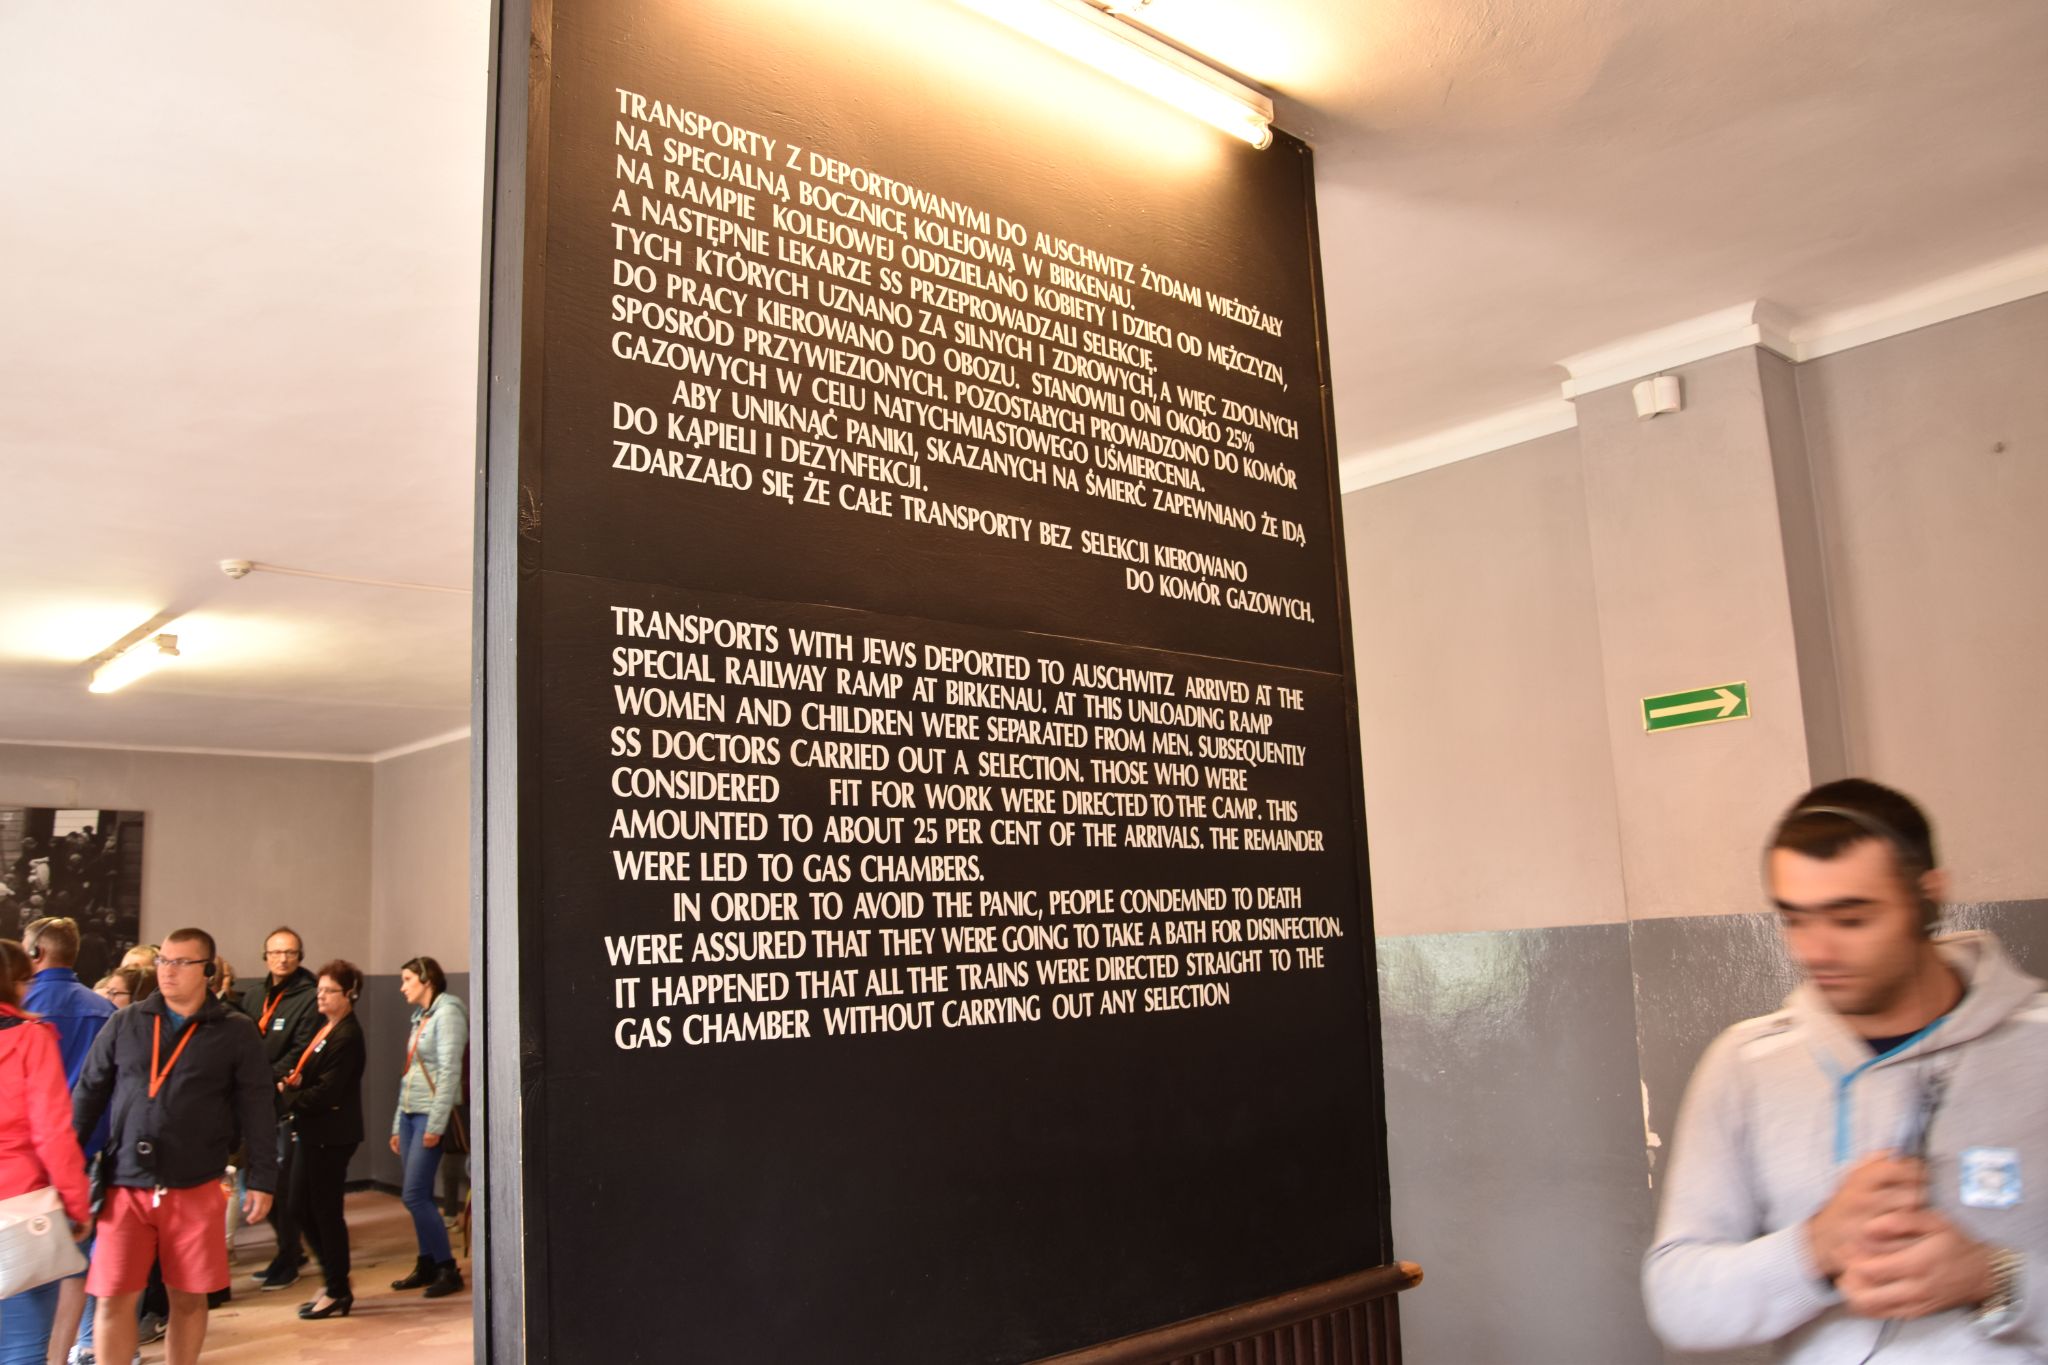 TRANSPORTY Z DEPORTOWANYMI DO AUSCHWITZ ŻYDAMI WJEŻDŻAŁY
NA SPECJALNĄ BOCZNICĘ KOLEJOWĄ W BIRKENAU.
NA RAMPIE KOLEJOWEJ ODDZIELANO KOBIETY I DZIECI OD MĘŻCZYZN,
A NASTĘPNIE LEKARZE SS PRZEPROWADZALI SELEKCJĘ.
TYCH KTÓRYCH UZNANO ZA SILNYCH I ZDROWYCH, A WIĘC ZDOLNYCH
DO PRACY KIEROWANO DO OBOZU. STANOWILI ONI OKOŁO 25%
SPOSRÓD PRZYWIEZIONYCH. POZOSTAŁYCH PROWADZONO DO KOMÓR
GAZOWYCH W CELU NATYCHMIASTOWEGO UŚMIERCENIA.
ABY UNIKNĄĆ PANIKI, SKAZANYCH NA ŚMIERĆ ZAPEWNIANO ŻE IDĄ
DO KĄPIELI I DEZYNFEKCJI.
ZDARZAŁO SIĘ ŻE CAŁE TRANSPORTY BEZ SELEKCJI KIEROWANO
DO KOMÓR GAZOWYCH.
TRANSPORTS WITH JEWS DEPORTED TO AUSCHWITZ ARRIVED AT THE
SPECIAL RAILWAY RAMP AT BIRKENAU. AT THIS UNLOADING RAMP
WOMEN AND CHILDREN WERE SEPARATED FROM MEN. SUBSEQUENTLY
SS DOCTORS CARRIED OUT A SELECTION. THOSE WHO WERE
CONSIDERED FIT FOR WORK WERE DIRECTED TO THE CAMP. THIS
AMOUNTED TO ABOUT 25 PER CENT OF THE ARRIVALS. THE REMAINDER
WERE LED TO GAS CHAMBERS.
IN ORDER TO AVOID THE PANIC, PEOPLE CONDEMNED TO DEATH
WERE ASSURED THAT THEY WERE GOING TO TAKE A BATH FOR DISINFECTION.
IT HAPPENED THAT ALL THE TRAINS WERE DIRECTED STRAIGHT TO THE
GAS CHAMBER WITHOUT CARRYING OUT ANY SELECTION